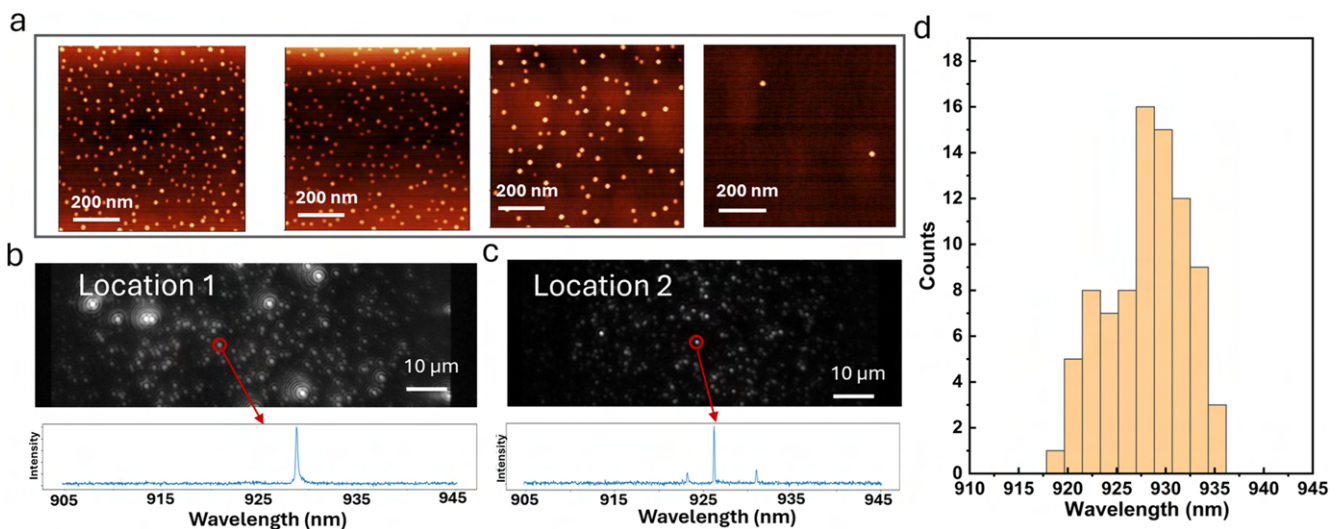 a
200 nm
200 nm
200 nm
200 nm
b
Location 1
10 µm
Intensity
905
915
925
935
945
Wavelength (nm)
c
Location 2
10 µm
Intensity
905
915
925
935
945
Wavelength (nm)
d
Counts
18
16
14
12
10
8
6
4
2
0
910
915
920
925
930
935
940
945
Wavelength (nm)